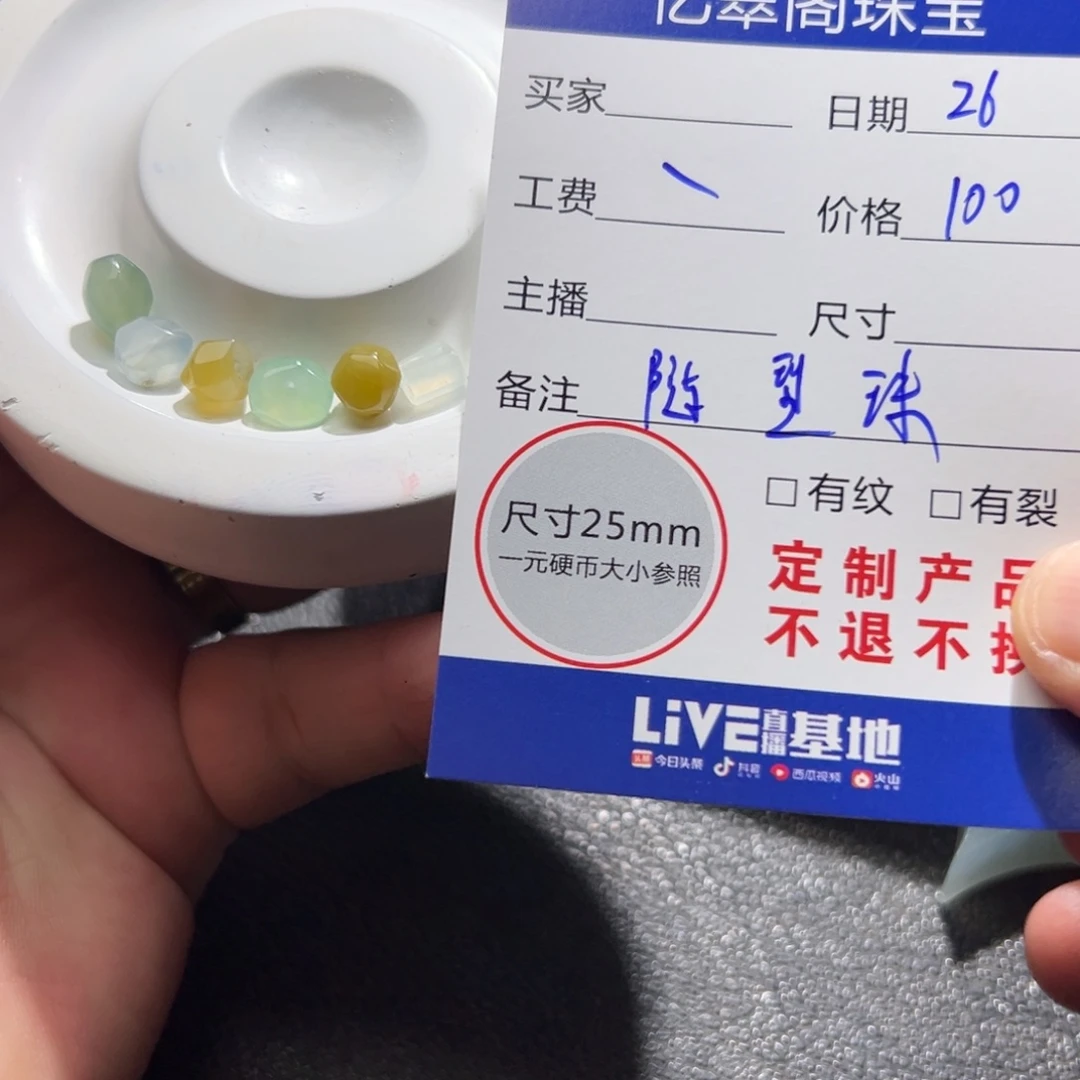 亿翠阁珠宝
买家 日期 26
工费 价格 100
主播 尺寸
备注 随型珠
尺寸25mm
一元硬币大小参照
□有纹 □有裂
定制产品
不退不换
LiVE直播基地
今日头条 抖音 西瓜视频 火山